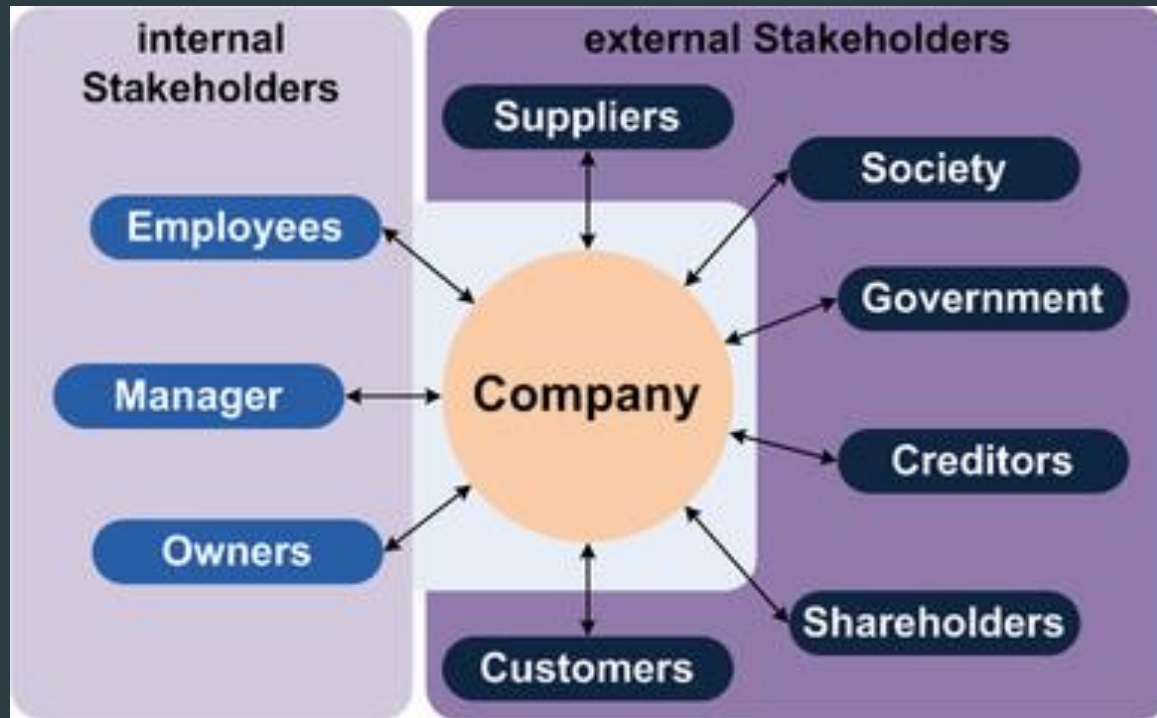 internal
Stakeholders
external Stakeholders
Suppliers
Society
Employees
Government
Manager
Company
Creditors
Owners
Shareholders
Customers